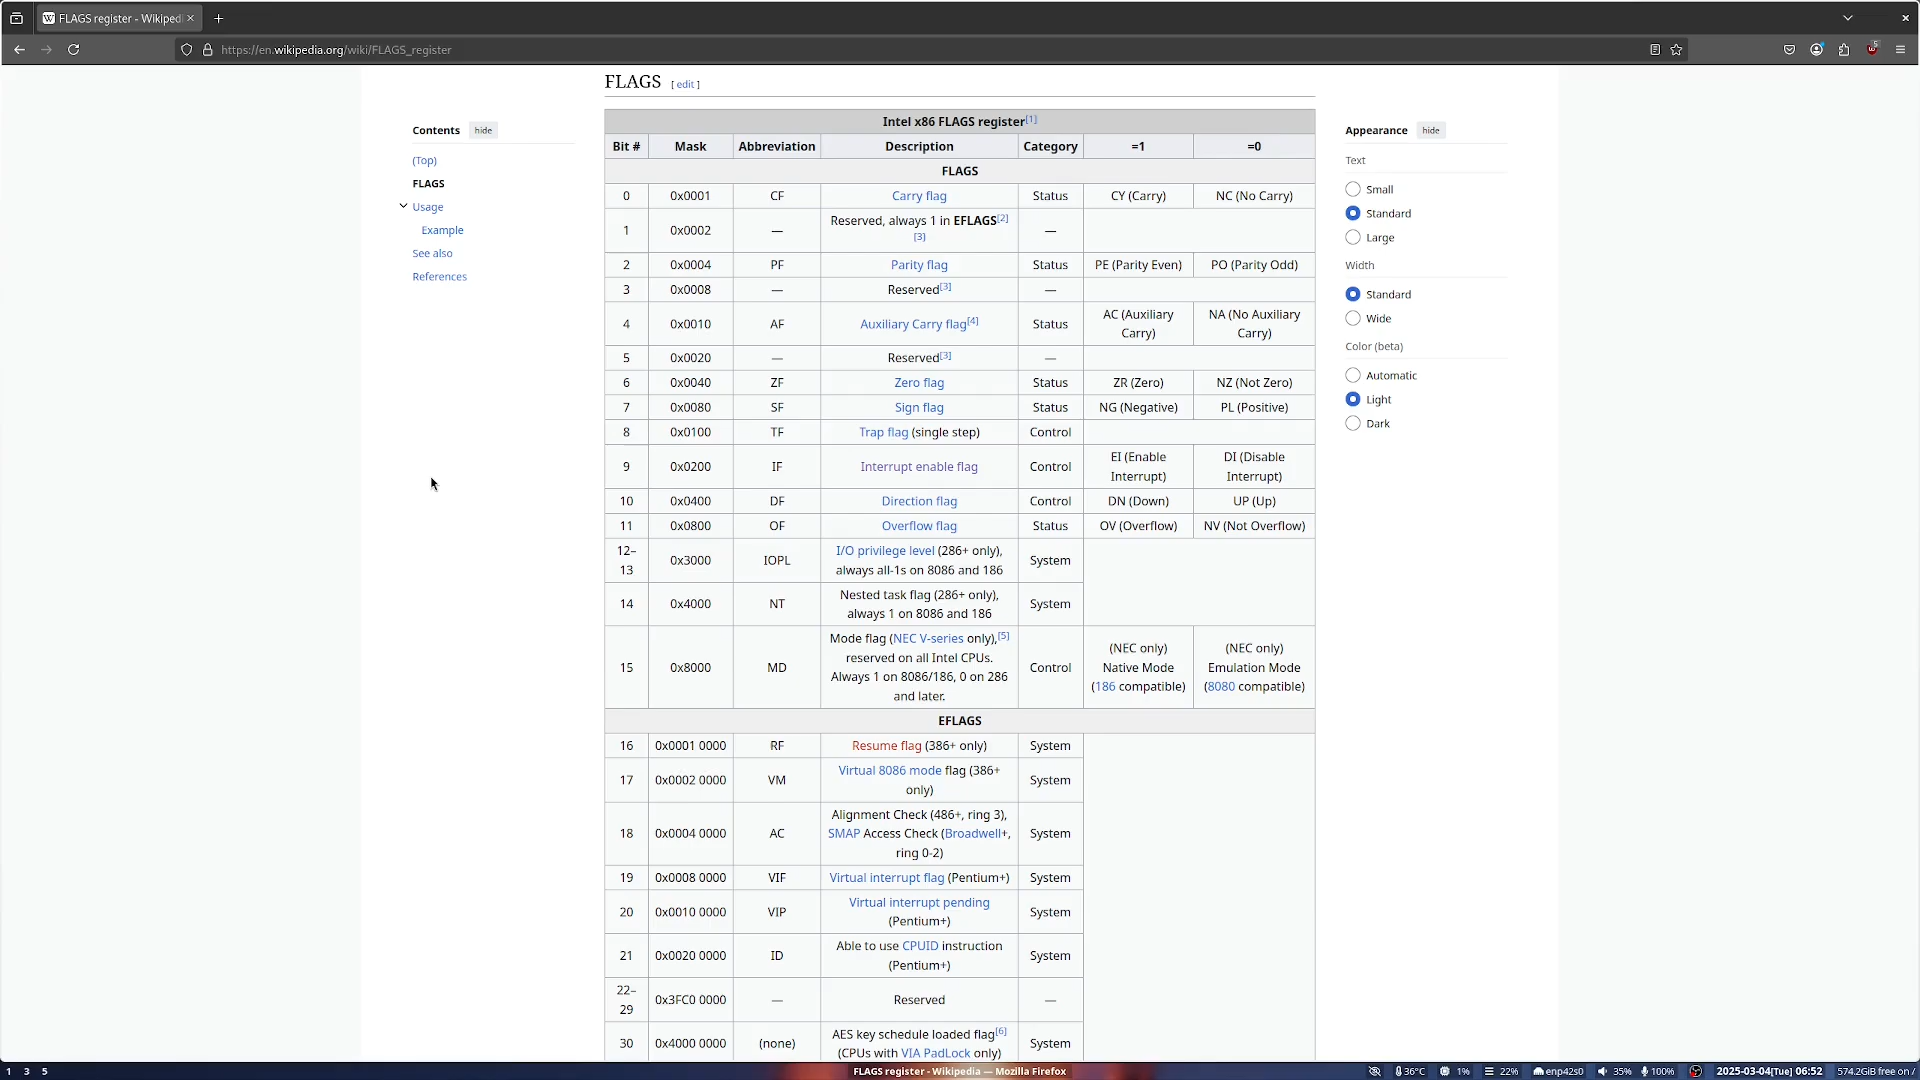 FLAGS register - Wikiped
https://en.wikipedia.org/wiki/FLAGS_register
5
FLAGS [ edit ]
Contents hide
(Top)
FLAGS
Usage
Example
See also
References
Intel x86 FLAGS register[1]
Bit # Mask Abbreviation Description Category =1 =0
FLAGS
0 0x0001 CF Carry flag Status CY (Carry) NC (No Carry)
1 0x0002 — Reserved, always 1 in EFLAGS[2]
[3] —
2 0x0004 PF Parity flag Status PE (Parity Even) PO (Parity Odd)
3 0x0008 — Reserved[3] —
4 0x0010 AF Auxiliary Carry flag[4] Status AC (Auxiliary
Carry) NA (No Auxiliary
Carry)
5 0x0020 — Reserved[3] —
6 0x0040 ZF Zero flag Status ZR (Zero) NZ (Not Zero)
7 0x0080 SF Sign flag Status NG (Negative) PL (Positive)
8 0x0100 TF Trap flag (single step) Control
9 0x0200 IF Interrupt enable flag Control EI (Enable
Interrupt) DI (Disable
Interrupt)
10 0x0400 DF Direction flag Control DN (Down) UP (Up)
11 0x0800 OF Overflow flag Status OV (Overflow) NV (Not Overflow)
12–
13 0x3000 IOPL I/O privilege level (286+ only),
always all-1s on 8086 and 186 System
14 0x4000 NT Nested task flag (286+ only),
always 1 on 8086 and 186 System
15 0x8000 MD Mode flag (NEC V-series only),[5]
reserved on all Intel CPUs.
Always 1 on 8086/186, 0 on 286
and later. Control (NEC only)
Native Mode
(186 compatible) (NEC only)
Emulation Mode
(8080 compatible)
EFLAGS
16 0x0001 0000 RF Resume flag (386+ only) System
17 0x0002 0000 VM Virtual 8086 mode flag (386+
only) System
18 0x0004 0000 AC Alignment Check (486+, ring 3),
SMAP Access Check (Broadwell+,
ring 0-2) System
19 0x0008 0000 VIF Virtual interrupt flag (Pentium+) System
20 0x0010 0000 VIP Virtual interrupt pending
(Pentium+) System
21 0x0020 0000 ID Able to use CPUID instruction
(Pentium+) System
22–
29 0x3FC0 0000 — Reserved —
30 0x4000 0000 (none) AES key schedule loaded flag[6]
(CPUs with VIA PadLock only) System
Appearance hide
Text
Small
Standard
Large
Width
Standard
Wide
Color (beta)
Automatic
Light
Dark
1 3 5 FLAGS register - Wikipedia — Mozilla Firefox 36°C 1% 22% enp42s0 35% 100% 2025-03-04[Tue] 06:52 574.2GiB free on /